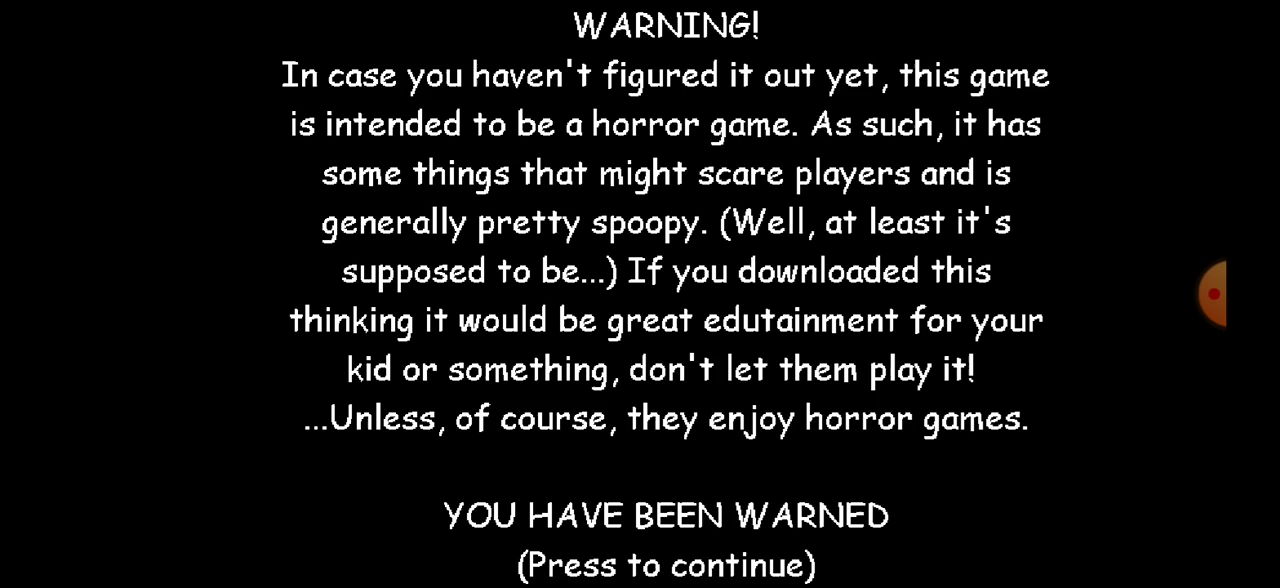 WARNING!
In case you haven't figured it out yet, this game
is intended to be a horror game. As such, it has
some things that might scare players and is
generally pretty spoopy. (Well, at least it's
supposed to be...) If you downloaded this
thinking it would be great edutainment for your
kid or something, don't let them play it!
...Unless, of course, they enjoy horror games.
YOU HAVE BEEN WARNED
(Press to continue)